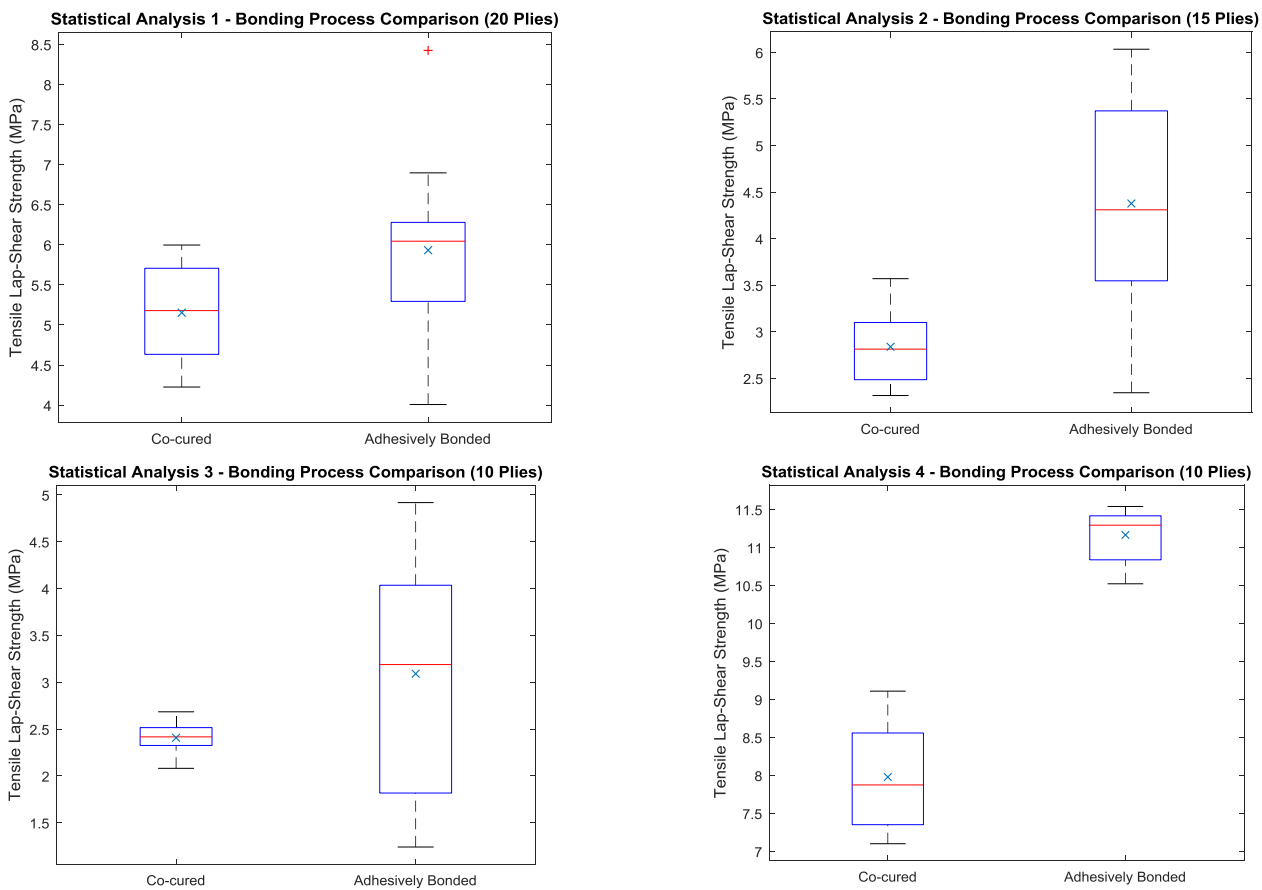 Statistical Analysis 1 - Bonding Process Comparison (20 Plies)
Tensile Lap-Shear Strength (MPa)
8.5
8
7.5
7
6.5
6
5.5
5
4.5
4
Co-cured
Adhesively Bonded
Statistical Analysis 2 - Bonding Process Comparison (15 Plies)
Tensile Lap-Shear Strength (MPa)
6
5.5
5
4.5
4
3.5
3
2.5
Co-cured
Adhesively Bonded
Statistical Analysis 3 - Bonding Process Comparison (10 Plies)
Tensile Lap-Shear Strength (MPa)
5
4.5
4
3.5
3
2.5
2
1.5
Co-cured
Adhesively Bonded
Statistical Analysis 4 - Bonding Process Comparison (10 Plies)
Tensile Lap-Shear Strength (MPa)
11.5
11
10.5
10
9.5
9
8.5
8
7.5
7
Co-cured
Adhesively Bonded